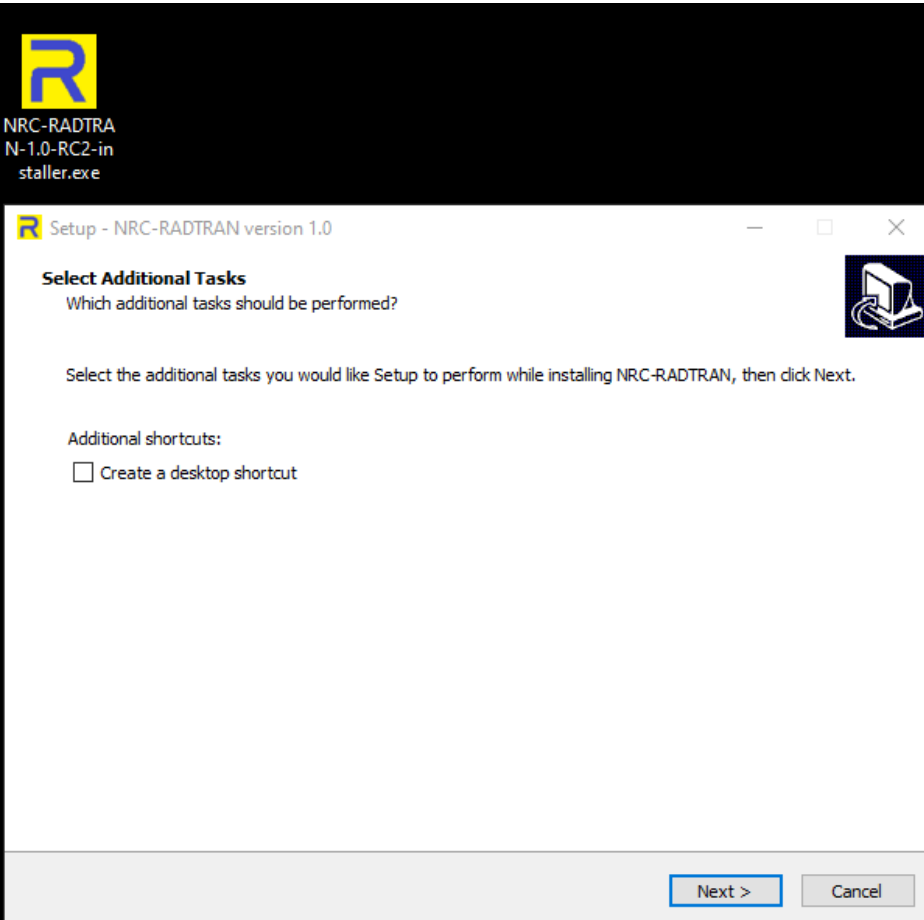 R
NRC-RADTRA
N-1.0-RC2-in
staller.exe
R Setup - NRC-RADTRAN version 1.0
Select Additional Tasks
Which additional tasks should be performed?
Select the additional tasks you would like Setup to perform while installing NRC-RADTRAN, then click Next.
Additional shortcuts:
Create a desktop shortcut
Next >
Cancel